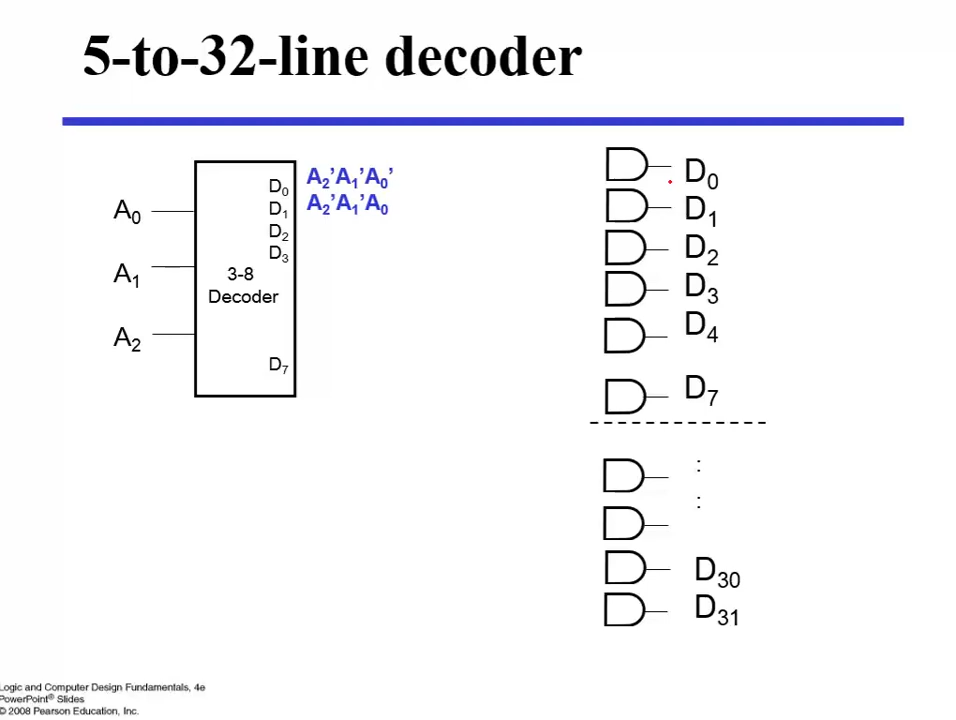 5-to-32-line decoder
A₀
A₁
A₂
D₀
D₁
D₂
D₃
3-8
Decoder
D₇
A₂’A₁’A₀’
A₂’A₁’A₀
D₀
D₁
D₂
D₃
D₄
D₇
:
:
D₃₀
D₃₁
Logic and Computer Design Fundamentals, 4e
PowerPoint® Slides
© 2008 Pearson Education, Inc.